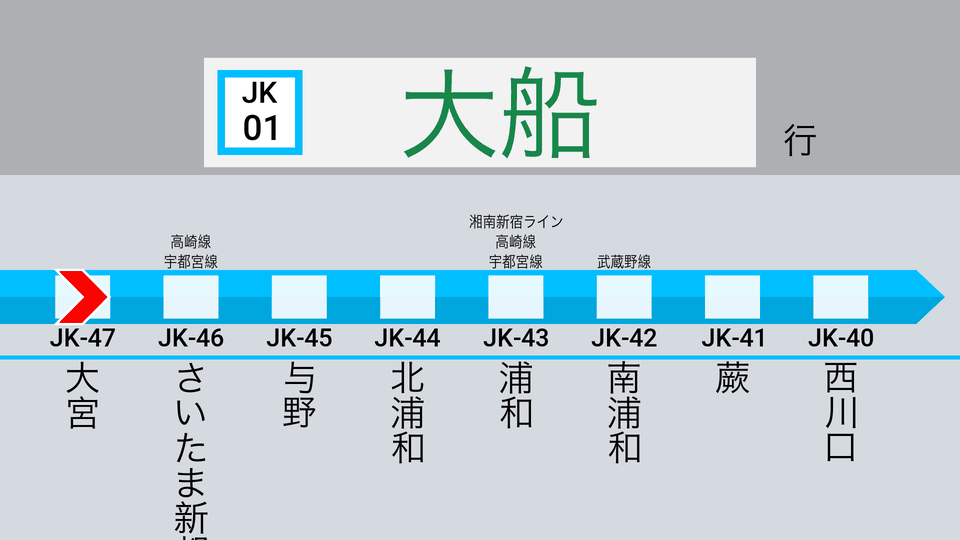 JK
01
大船
行
湘南新宿ライン
高崎線
高崎線
宇都宮線
宇都宮線
武蔵野線
JK-47
JK-46
JK-45
JK-44
JK-43
JK-42
JK-41
JK-40
大宮
さいたま新
与野
北浦和
浦和
南浦和
蕨
西川口